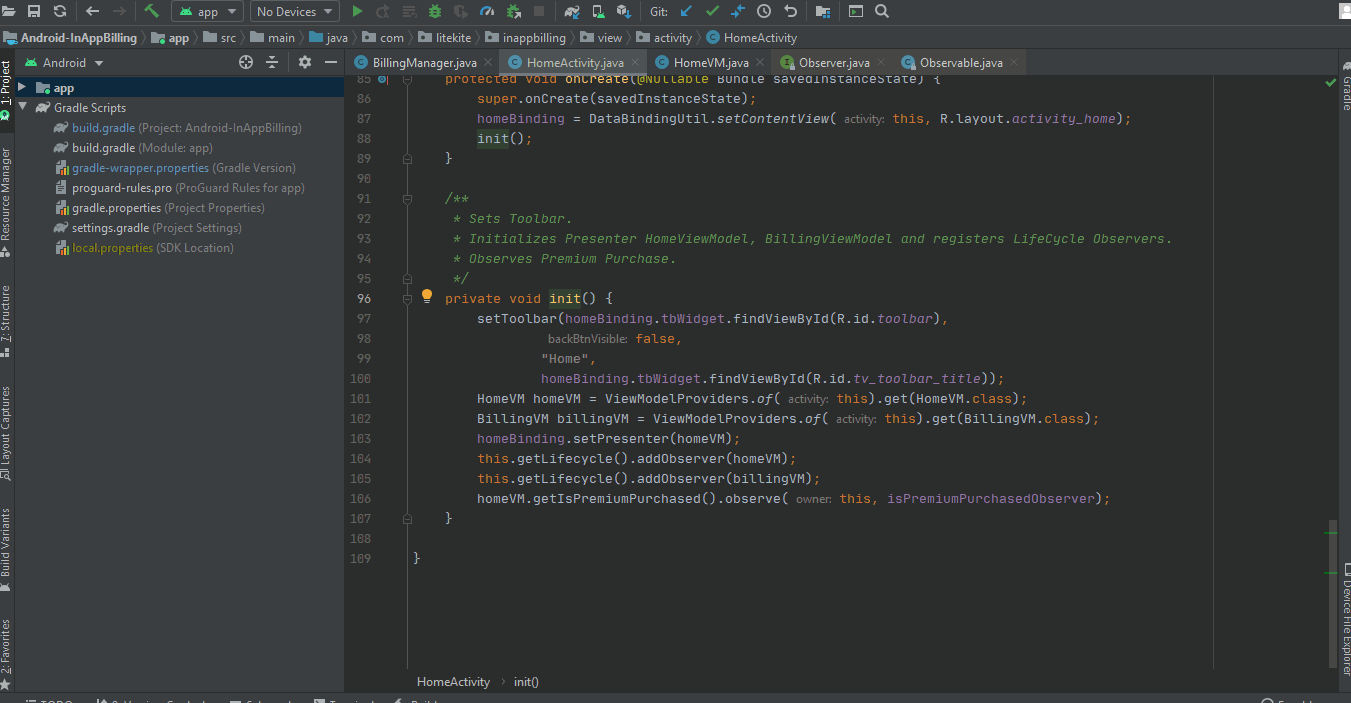 app
No Devices
Git:
Android-InAppBilling
app
src
main
java
com
litekite
inappbilling
view
activity
HomeActivity
1: Project
Resource Manager
7: Structure
Layout Captures
Build Variants
2: Favorites
Android
app
Gradle Scripts
build.gradle (Project: Android-InAppBilling)
build.gradle (Module: app)
gradle-wrapper.properties (Gradle Version)
proguard-rules.pro (ProGuard Rules for app)
gradle.properties (Project Properties)
settings.gradle (Project Settings)
local.properties (SDK Location)
BillingManager.java
HomeActivity.java
HomeVM.java
Observer.java
Observable.java
85 protected void onCreate(@Nullable Bundle savedInstanceState) {
86 super.onCreate(savedInstanceState);
87 homeBinding = DataBindingUtil.setContentView( activity: this, R.layout.activity_home);
88 init();
89 }
90
91 /**
92 * Sets Toolbar.
93 * Initializes Presenter HomeViewModel, BillingViewModel and registers LifeCycle Observers.
94 * Observes Premium Purchase.
95 */
96 private void init() {
97 setToolbar(homeBinding.tbWidget.findViewById(R.id.toolbar),
98 backBtnVisible: false,
99 "Home",
100 homeBinding.tbWidget.findViewById(R.id.tv_toolbar_title));
101 HomeVM homeVM = ViewModelProviders.of( activity: this).get(HomeVM.class);
102 BillingVM billingVM = ViewModelProviders.of( activity: this).get(BillingVM.class);
103 homeBinding.setPresenter(homeVM);
104 this.getLifecycle().addObserver(homeVM);
105 this.getLifecycle().addObserver(billingVM);
106 homeVM.getIsPremiumPurchased().observe( owner: this, isPremiumPurchasedObserver);
107 }
108
109 }
HomeActivity
init()
Gradle
Device File Explorer